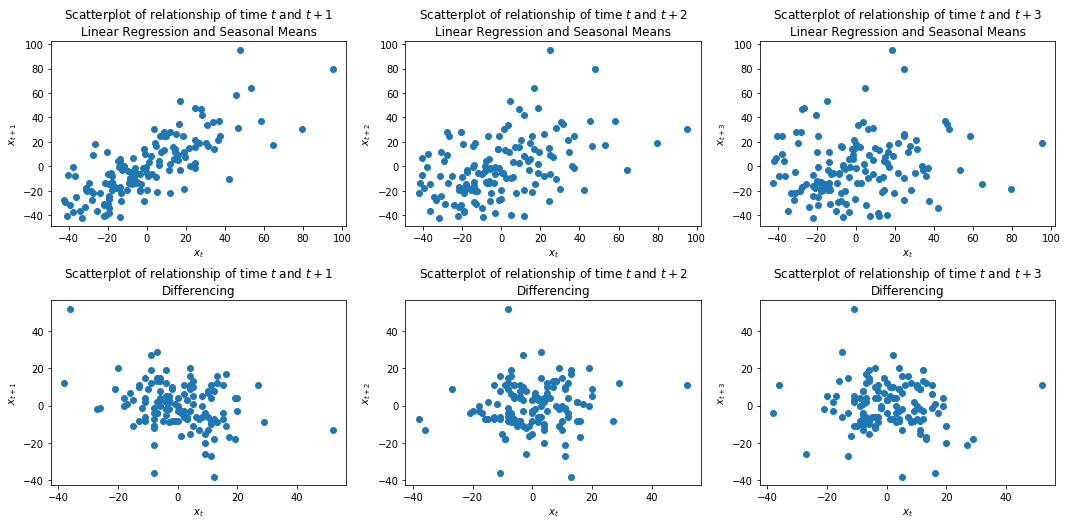 Scatterplot of relationship of time t and t + 1
Linear Regression and Seasonal Means
100
80
60
40
20
0
−20
−40
x_{t+1}
−40 −20 0 20 40 60 80 100
x_t
Scatterplot of relationship of time t and t + 2
Linear Regression and Seasonal Means
100
80
60
40
20
0
−20
−40
x_{t+2}
−40 −20 0 20 40 60 80 100
x_t
Scatterplot of relationship of time t and t + 3
Linear Regression and Seasonal Means
100
80
60
40
20
0
−20
−40
x_{t+3}
−40 −20 0 20 40 60 80 100
x_t
Scatterplot of relationship of time t and t + 1
Differencing
40
20
0
−20
−40
x_{t+1}
−40 −20 0 20 40
x_t
Scatterplot of relationship of time t and t + 2
Differencing
40
20
0
−20
−40
x_{t+2}
−40 −20 0 20 40
x_t
Scatterplot of relationship of time t and t + 3
Differencing
40
20
0
−20
−40
x_{t+3}
−40 −20 0 20 40
x_t